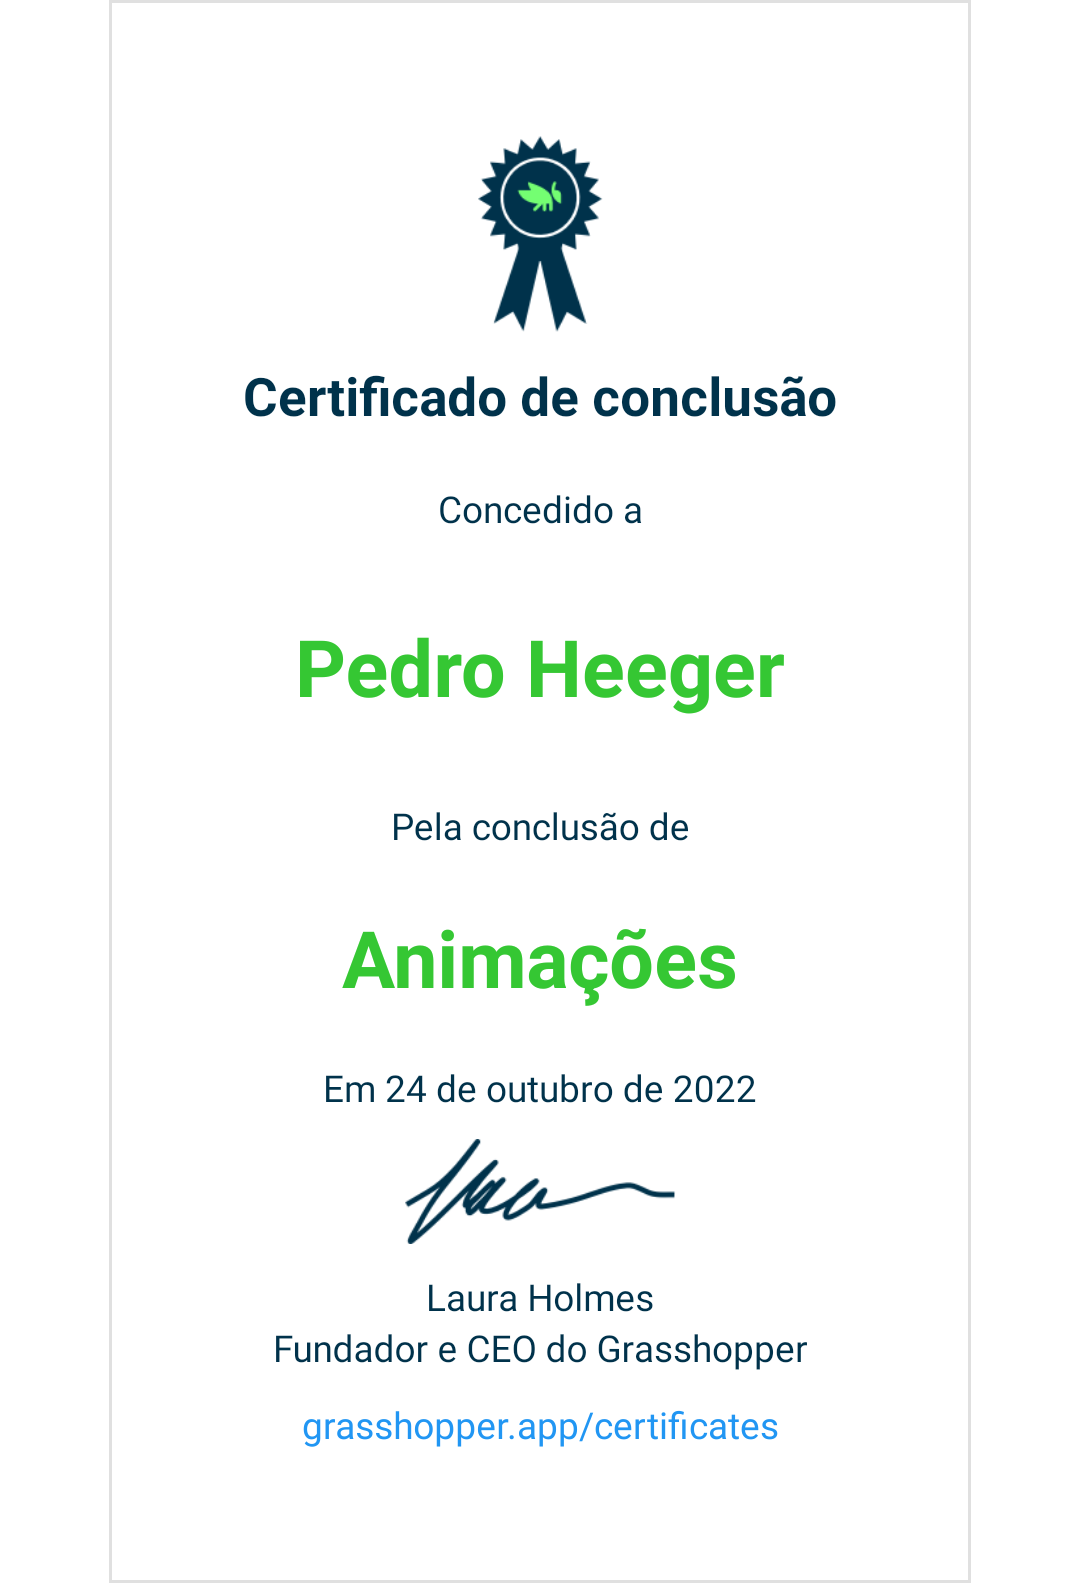 Certificado de conclusão
Concedido a
Pedro Heeger
Pela conclusão de
Animações
Em 24 de outubro de 2022
Laura Holmes
Fundador e CEO do Grasshopper
grasshopper.app/certificates